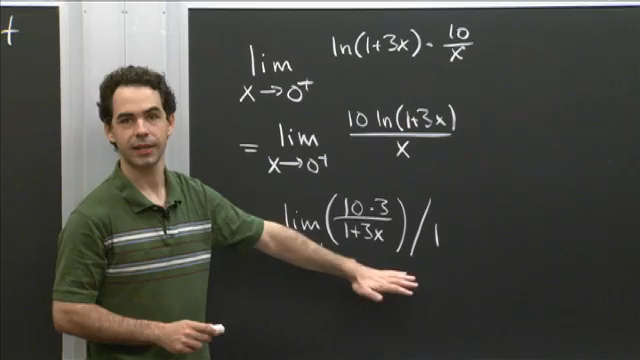 t
lim x→0⁺ ln(1+3x) · 10/x
= lim x→0⁺ 10 ln(1+3x)/x
lim (10·3/(1+3x)) / 1